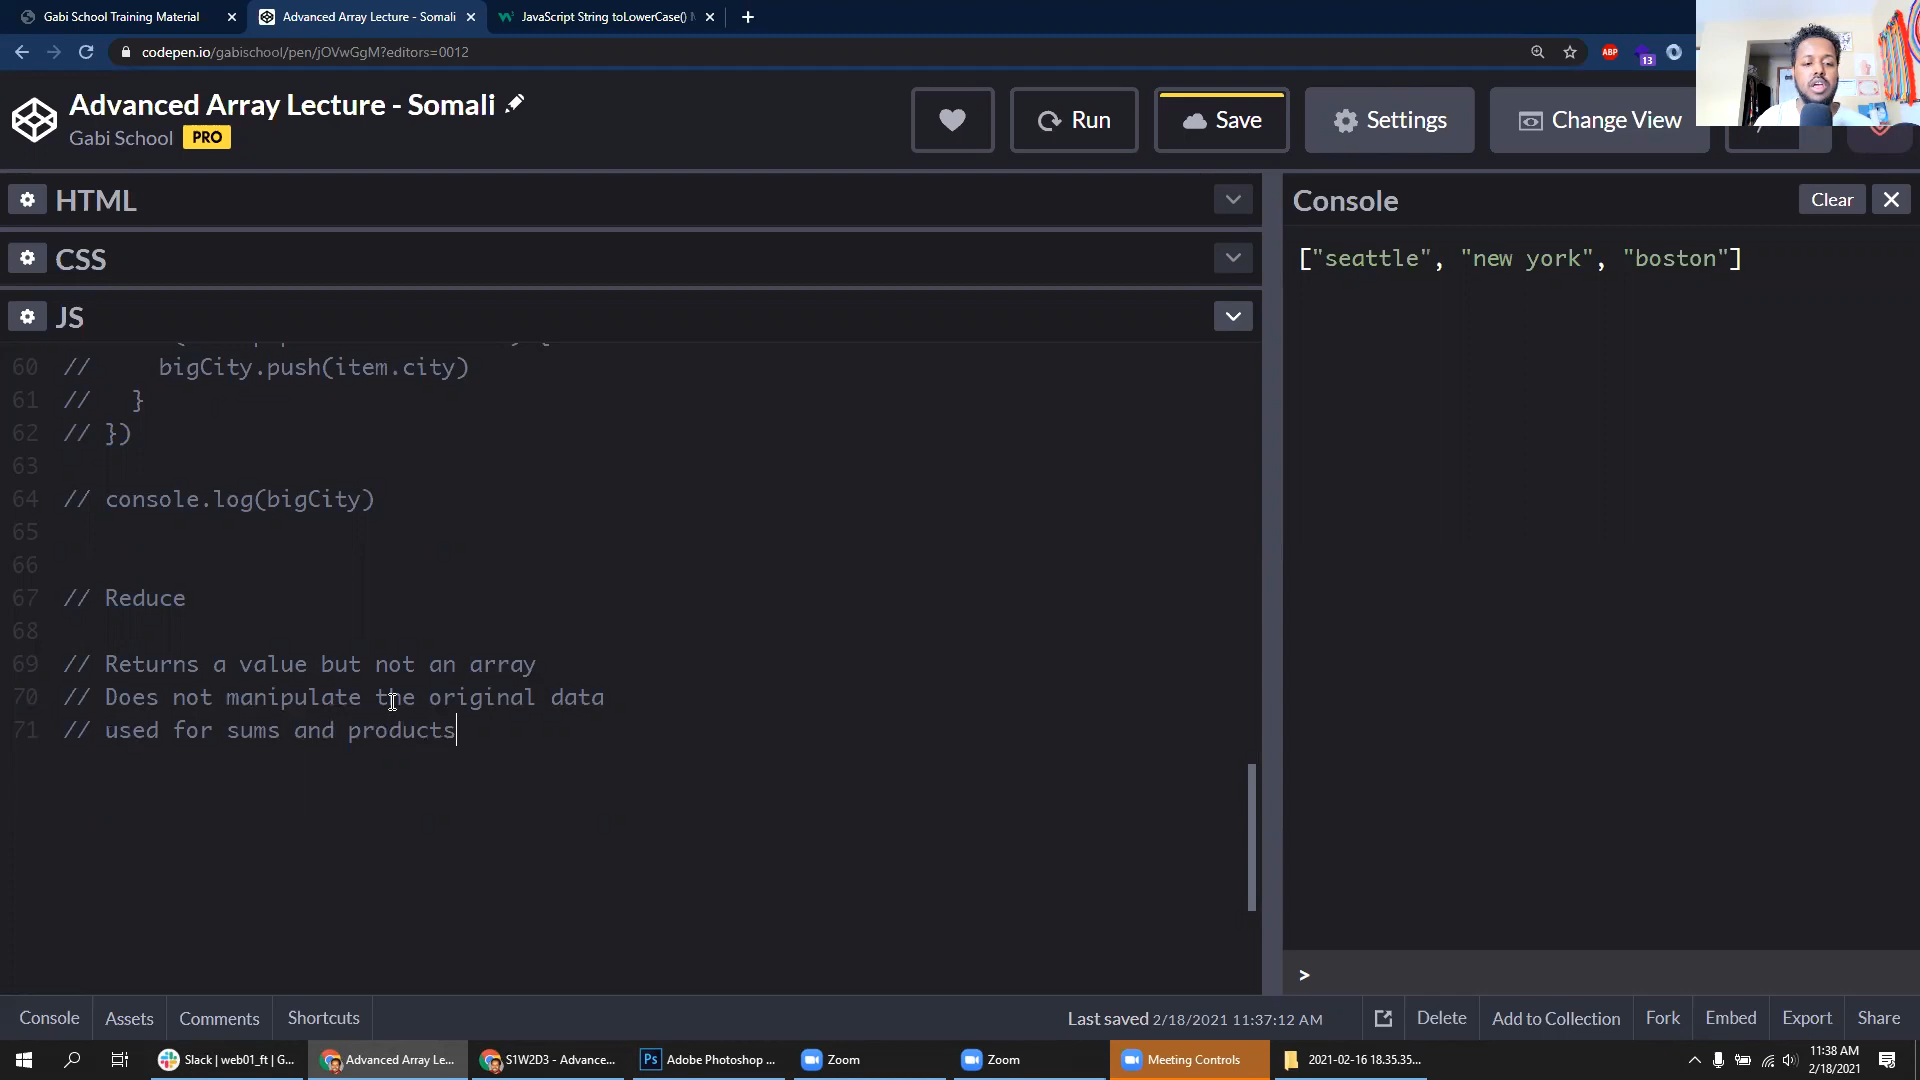 Gabi School Training Material
Advanced Array Lecture - Somali
JavaScript String toLowerCase()
codepen.io/gabischool/pen/jOVwGgM?editors=0012
ABP
13
Advanced Array Lecture - Somali
Gabi School PRO
Run
Save
Settings
Change View
HTML
CSS
JS
60 //     bigCity.push(item.city)
61 //   }
62 // })
63
64 // console.log(bigCity)
65
66
67 // Reduce
68
69 // Returns a value but not an array
70 // Does not manipulate the original data
71 // used for sums and products
Console
Clear
["seattle", "new york", "boston"]
>
Console
Assets
Comments
Shortcuts
Last saved 2/18/2021 11:37:12 AM
Delete
Add to Collection
Fork
Embed
Export
Share
Slack | web01_ft | G...
Advanced Array Le...
S1W2D3 - Advance...
Ps
Adobe Photoshop ...
Zoom
Zoom
Meeting Controls
2021-02-16 18.35.35...
11:38 AM
2/18/2021